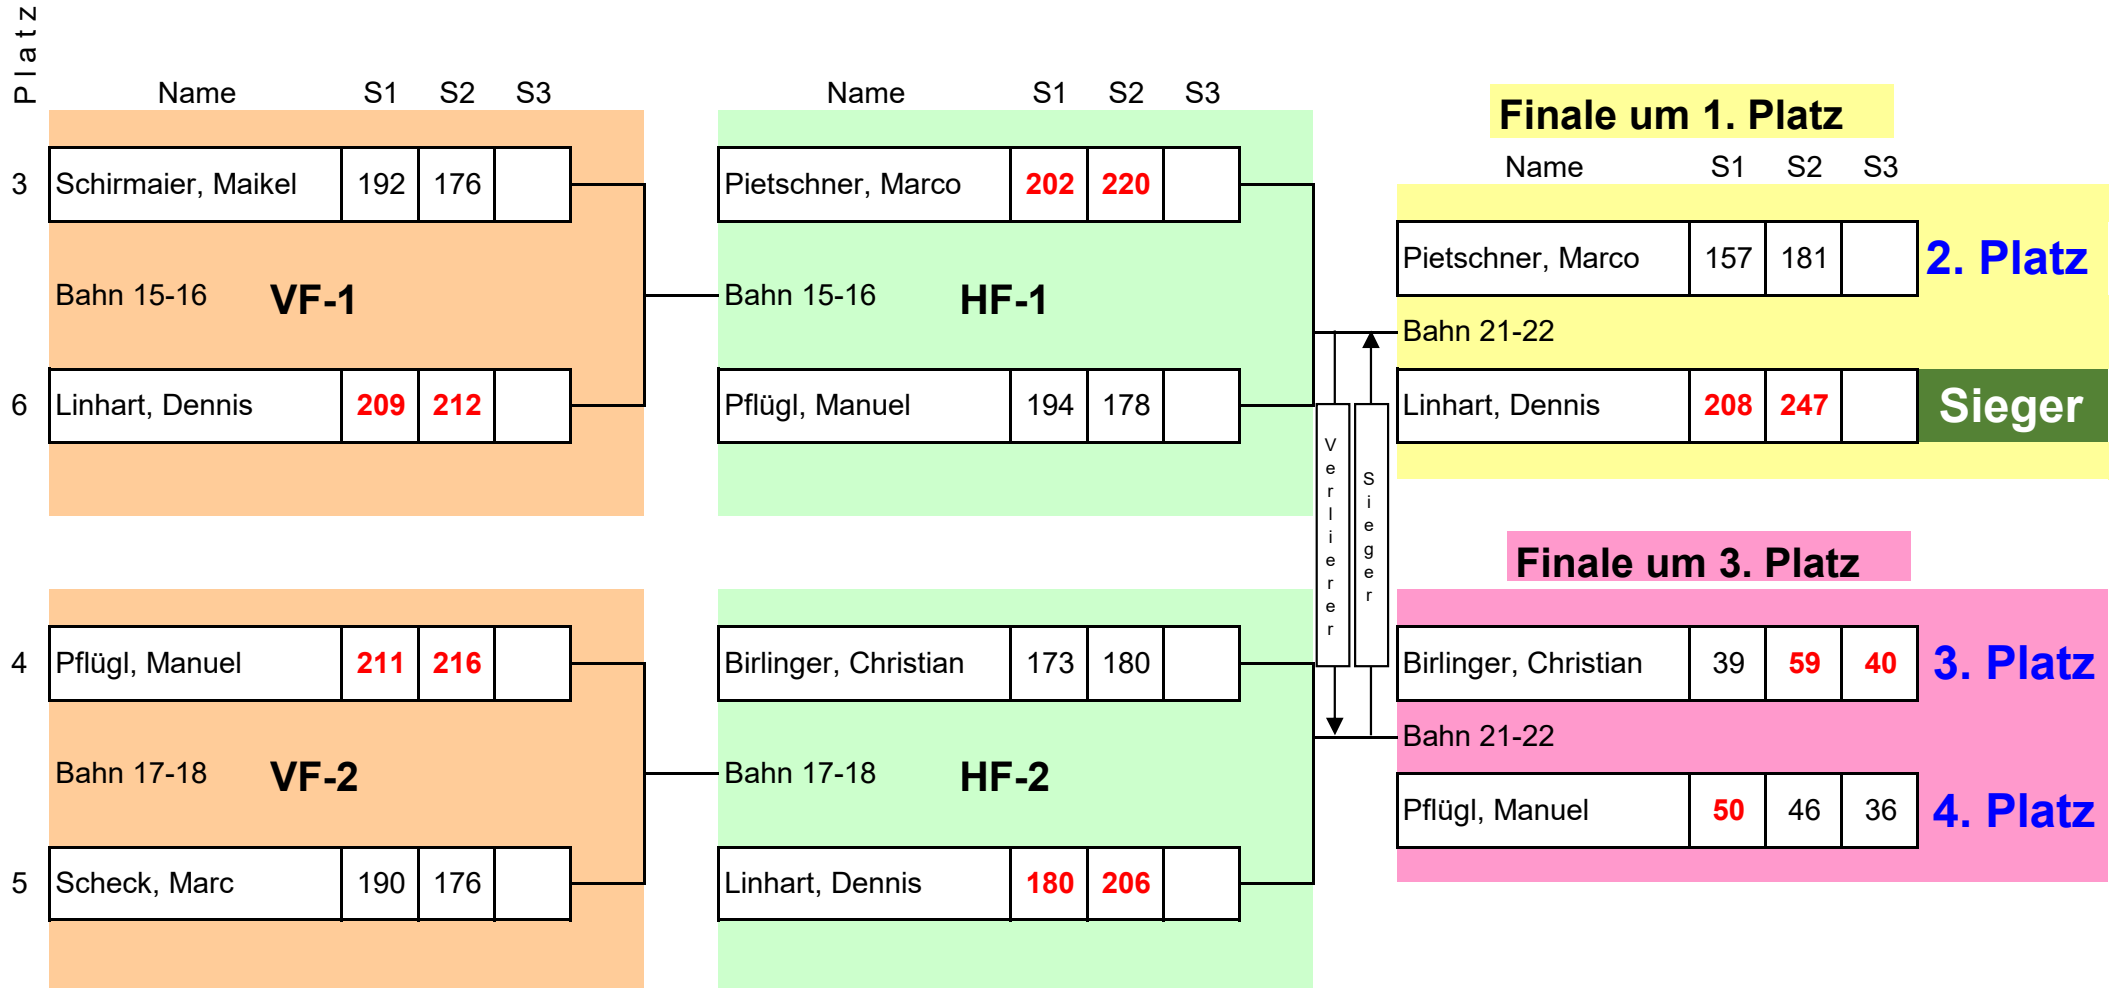 Platz
Name S1 S2 S3
3 Schirmaier, Maikel 192 176
Bahn 15-16 VF-1
6 Linhart, Dennis 209 212
4 Pflügl, Manuel 211 216
Bahn 17-18 VF-2
5 Scheck, Marc 190 176
Name S1 S2 S3
Pietschner, Marco 202 220
Bahn 15-16 HF-1
Pflügl, Manuel 194 178
Birlinger, Christian 173 180
Bahn 17-18 HF-2
Linhart, Dennis 180 206
Verlierer
Sieger
Finale um 1. Platz
Name S1 S2 S3
Pietschner, Marco 157 181 2. Platz
Bahn 21-22
Linhart, Dennis 208 247 Sieger
Finale um 3. Platz
Birlinger, Christian 39 59 40 3. Platz
Bahn 21-22
Pflügl, Manuel 50 46 36 4. Platz